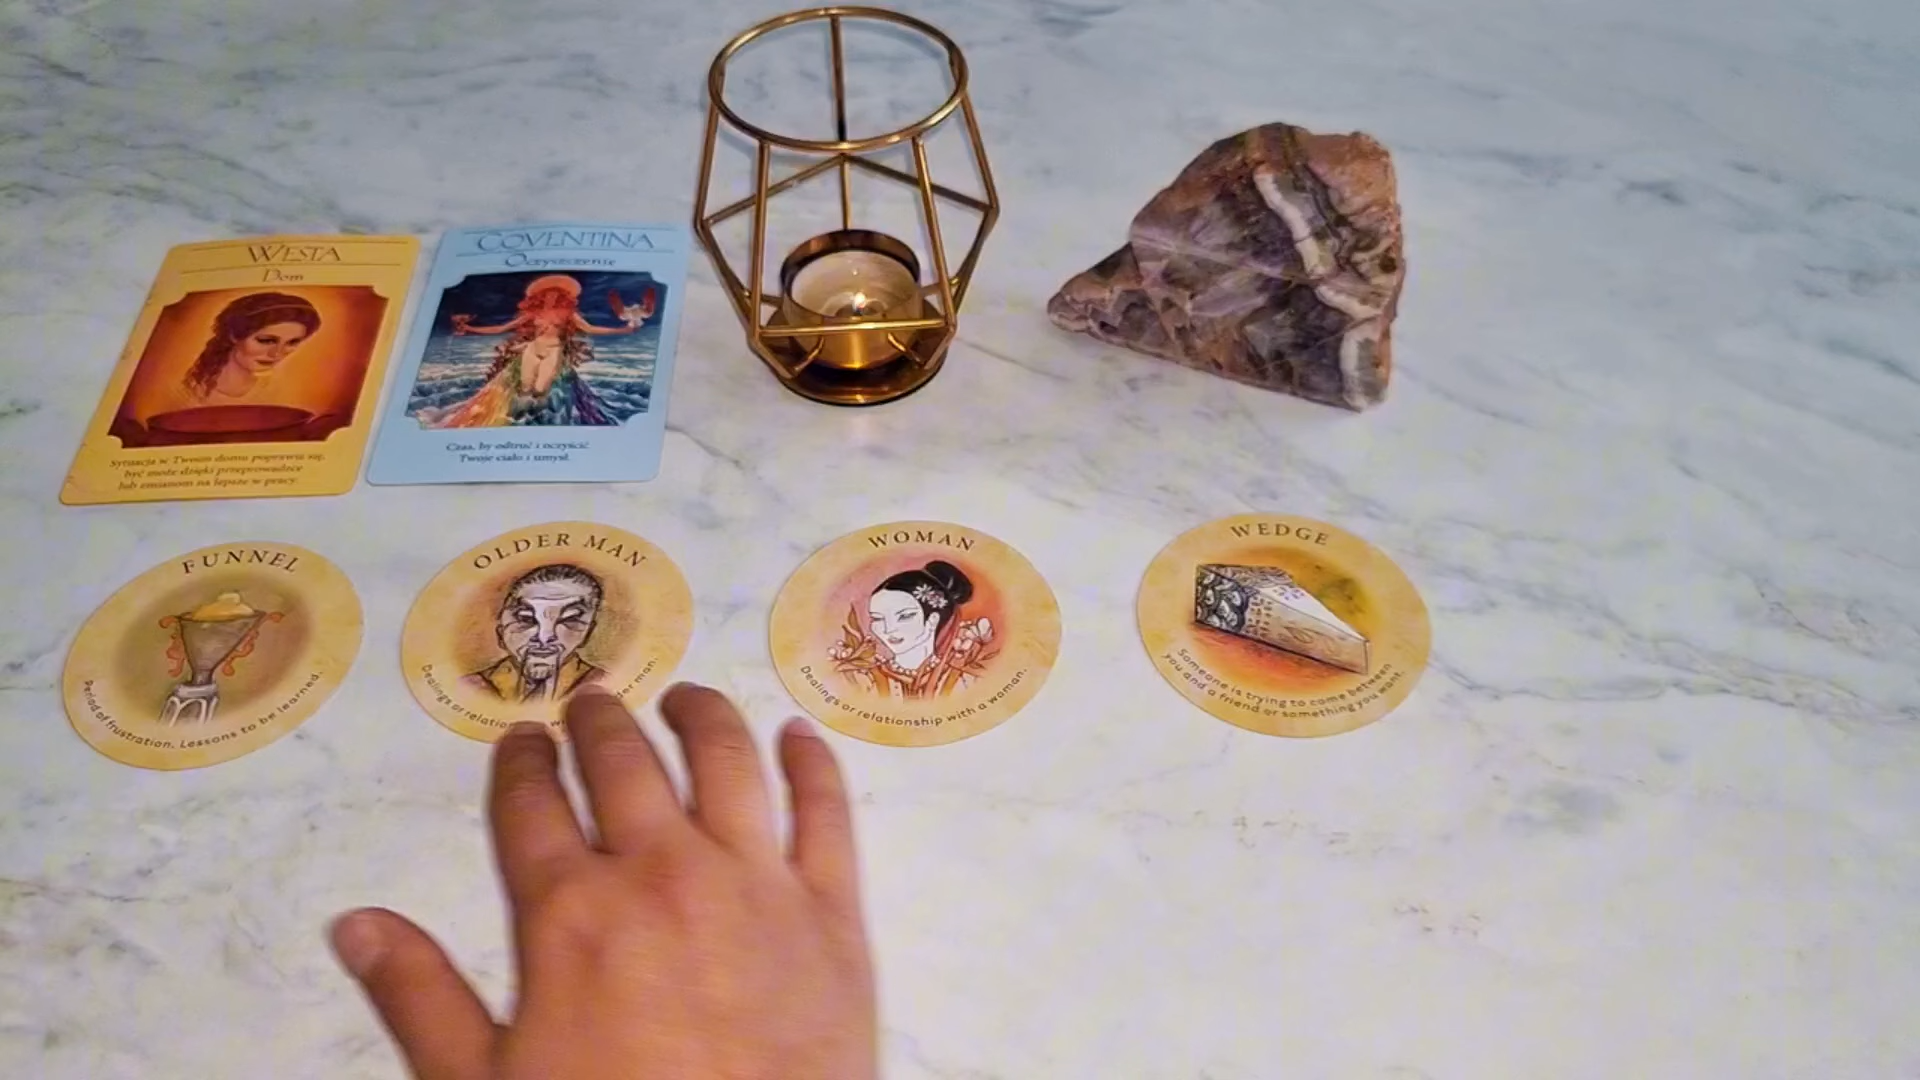 WESTA
Dom
Sytuacja w Twoim domu poprawia się,
być może dzięki przeprowadzce
lub zmianom na lepsze w pracy.
COVENTINA
Oczyszczenie
Czas, by odtruć i oczyścić
Twoje ciało i umysł.
FUNNEL
Period of frustration. Lessons to be learned.
OLDER MAN
Dealings or relation man.
WOMAN
Dealings or relationship with a woman.
WEDGE
Someone is trying to come between
you and a friend or something you want.